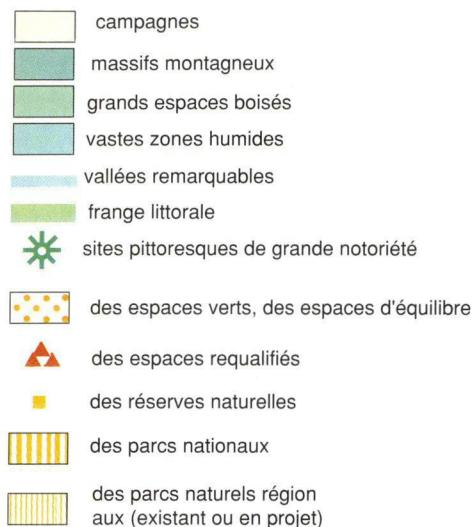 campagnes
massifs montagneux
grands espaces boisés
vastes zones humides
vallées remarquables
frange littorale
sites pittoresques de grande notoriété
des espaces verts, des espaces d'équilibre
des espaces requalifiés
des réserves naturelles
des parcs nationaux
des parcs naturels région
aux (existant ou en projet)